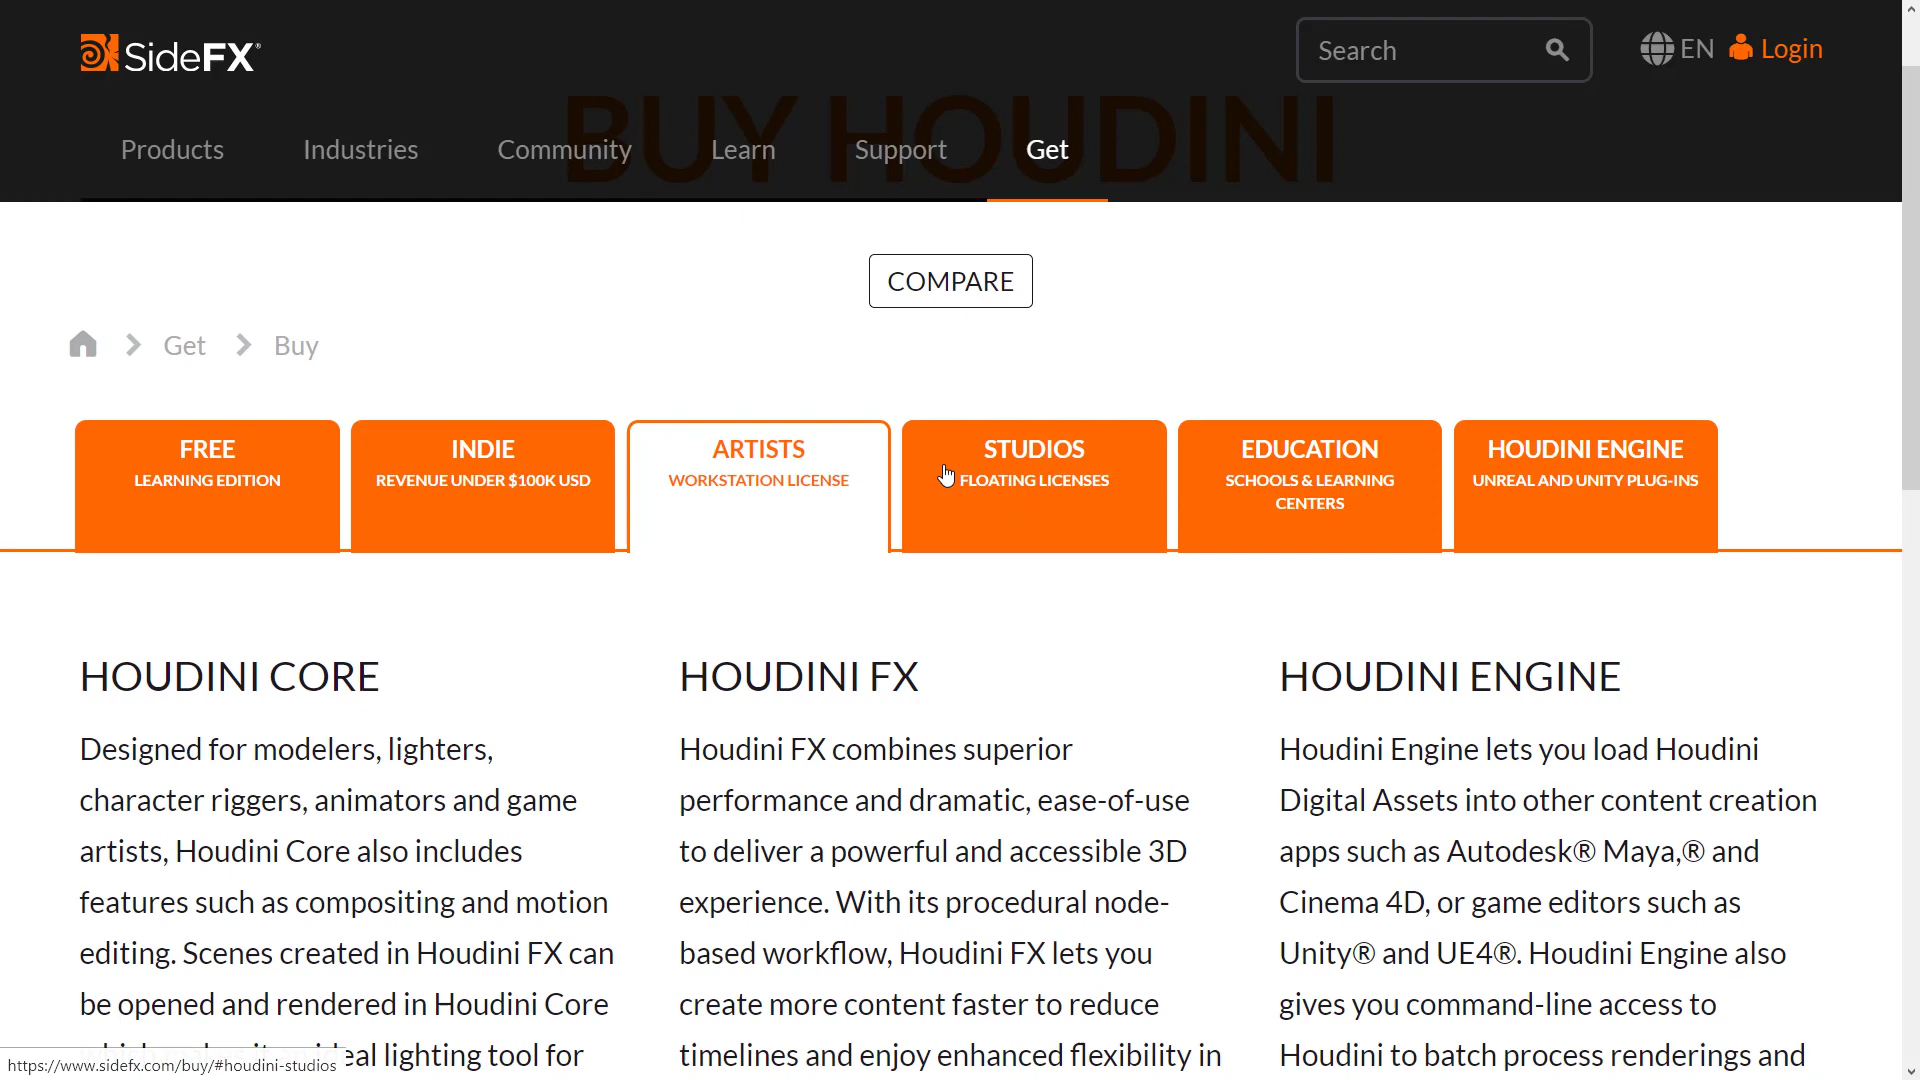 SideFX®
Search
EN
Login
BUY HOUDINI
Products
Industries
Community
Learn
Support
Get
COMPARE
Get
Buy
FREE
LEARNING EDITION
INDIE
REVENUE UNDER $100K USD
ARTISTS
WORKSTATION LICENSE
STUDIOS
FLOATING LICENSES
EDUCATION
SCHOOLS & LEARNING
CENTERS
HOUDINI ENGINE
UNREAL AND UNITY PLUG-INS
HOUDINI CORE
Designed for modelers, lighters,
character riggers, animators and game
artists, Houdini Core also includes
features such as compositing and motion
editing. Scenes created in Houdini FX can
be opened and rendered in Houdini Core
lighting tool for
HOUDINI FX
Houdini FX combines superior
performance and dramatic, ease-of-use
to deliver a powerful and accessible 3D
experience. With its procedural node-
based workflow, Houdini FX lets you
create more content faster to reduce
timelines and enjoy enhanced flexibility in
HOUDINI ENGINE
Houdini Engine lets you load Houdini
Digital Assets into other content creation
apps such as Autodesk® Maya,® and
Cinema 4D, or game editors such as
Unity® and UE4®. Houdini Engine also
gives you command-line access to
Houdini to batch process renderings and
https://www.sidefx.com/buy/#houdini-studios